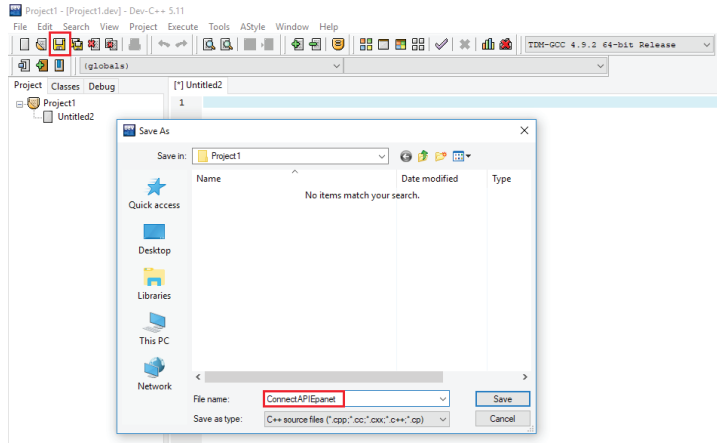 Project1 - [Project1.dev] - Dev-C++ 5.11
File Edit Search View Project Execute Tools AStyle Window Help
TDM-GCC 4.9.2 64-bit Release
(globals)
Project Classes Debug
[*] Untitled2
Project1
1
Untitled2
Save As
Save in:
Project1
Name
Date modified
Type
No items match your search.
Quick access
Desktop
Libraries
This PC
Network
File name:
ConnectAPIEpanet
Save
Save as type:
C++ source files (*.cpp;*.cc;*.cxx;*.c++;*.cp)
Cancel